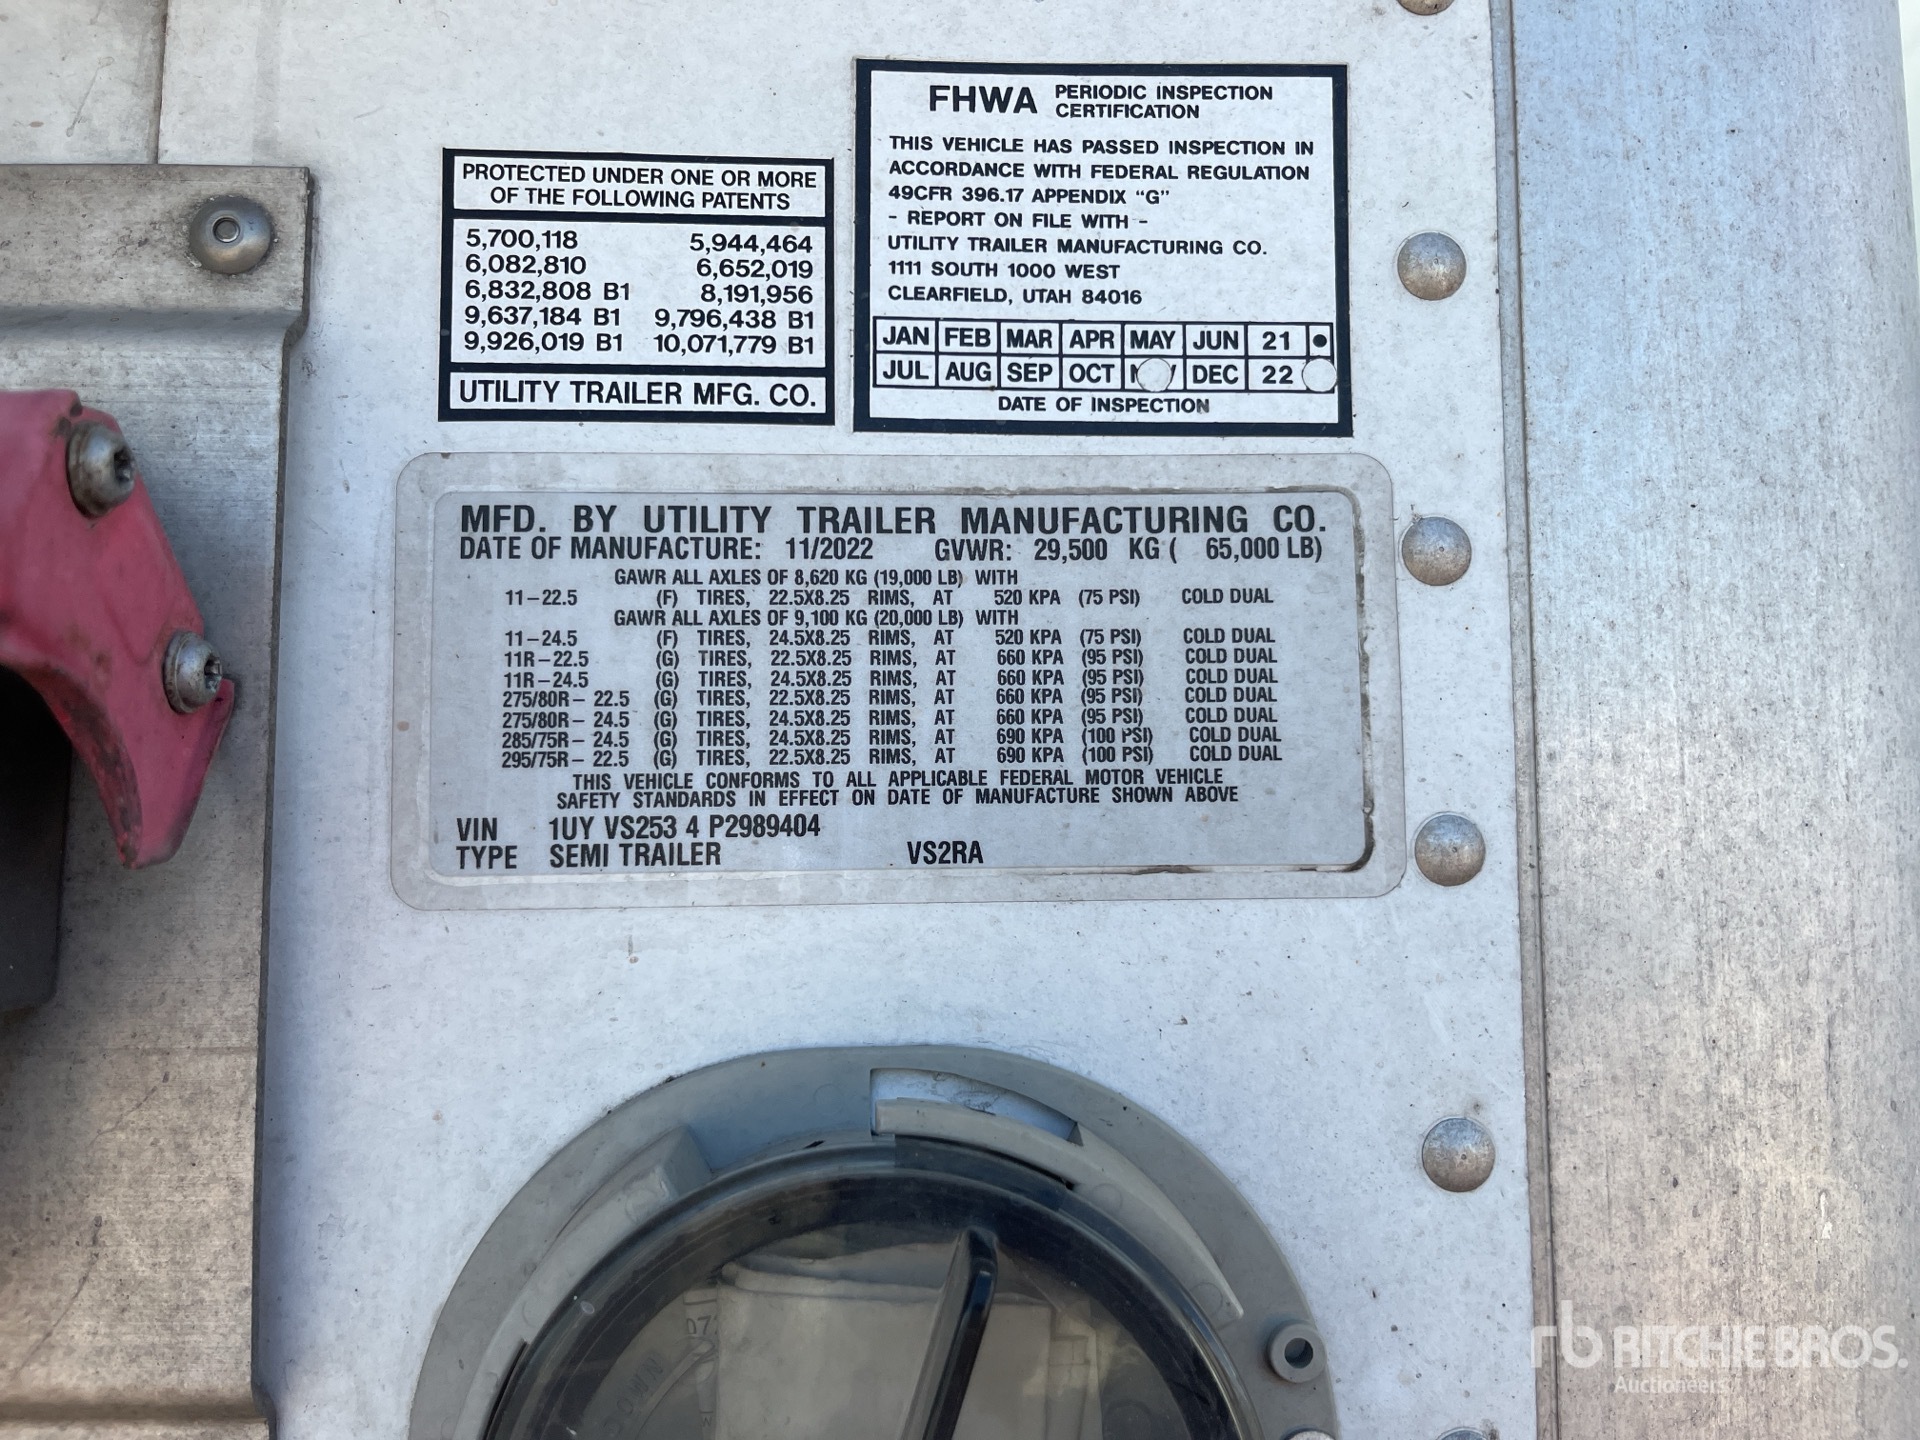 PROTECTED UNDER ONE OR MORE
OF THE FOLLOWING PATENTS
5,700,118 5,944,464
6,082,810 6,652,019
6,832,808 B1 8,191,956
9,637,184 B1 9,796,438 B1
9,926,019 B1 10,071,779 B1
UTILITY TRAILER MFG. CO.
FHWA PERIODIC INSPECTION
CERTIFICATION
THIS VEHICLE HAS PASSED INSPECTION IN
ACCORDANCE WITH FEDERAL REGULATION
49CFR 396.17 APPENDIX "G"
- REPORT ON FILE WITH -
UTILITY TRAILER MANUFACTURING CO.
1111 SOUTH 1000 WEST
CLEARFIELD, UTAH 84016
JAN FEB MAR APR MAY JUN 21 •
JUL AUG SEP OCT DEC 22
DATE OF INSPECTION
MFD. BY UTILITY TRAILER MANUFACTURING CO.
DATE OF MANUFACTURE: 11/2022 GVWR: 29,500 KG ( 65,000 LB)
GAWR ALL AXLES OF 8,620 KG (19,000 LB) WITH
11-22.5 (F) TIRES, 22.5X8.25 RIMS, AT 520 KPA (75 PSI) COLD DUAL
GAWR ALL AXLES OF 9,100 KG (20,000 LB) WITH
11-24.5 (F) TIRES, 24.5X8.25 RIMS, AT 520 KPA (75 PSI) COLD DUAL
11R-22.5 (G) TIRES, 22.5X8.25 RIMS, AT 660 KPA (95 PSI) COLD DUAL
11R-24.5 (G) TIRES, 24.5X8.25 RIMS, AT 660 KPA (95 PSI) COLD DUAL
275/80R- 22.5 (G) TIRES, 22.5X8.25 RIMS, AT 660 KPA (95 PSI) COLD DUAL
275/80R- 24.5 (G) TIRES, 24.5X8.25 RIMS, AT 660 KPA (95 PSI) COLD DUAL
285/75R- 24.5 (G) TIRES, 24.5X8.25 RIMS, AT 690 KPA (100 PSI) COLD DUAL
295/75R- 22.5 (G) TIRES, 22.5X8.25 RIMS, AT 690 KPA (100 PSI) COLD DUAL
THIS VEHICLE CONFORMS TO ALL APPLICABLE FEDERAL MOTOR VEHICLE
SAFETY STANDARDS IN EFFECT ON DATE OF MANUFACTURE SHOWN ABOVE
VIN 1UY VS253 4 P2989404
TYPE SEMI TRAILER VS2RA
rb RITCHIE BROS.
Auctioneers